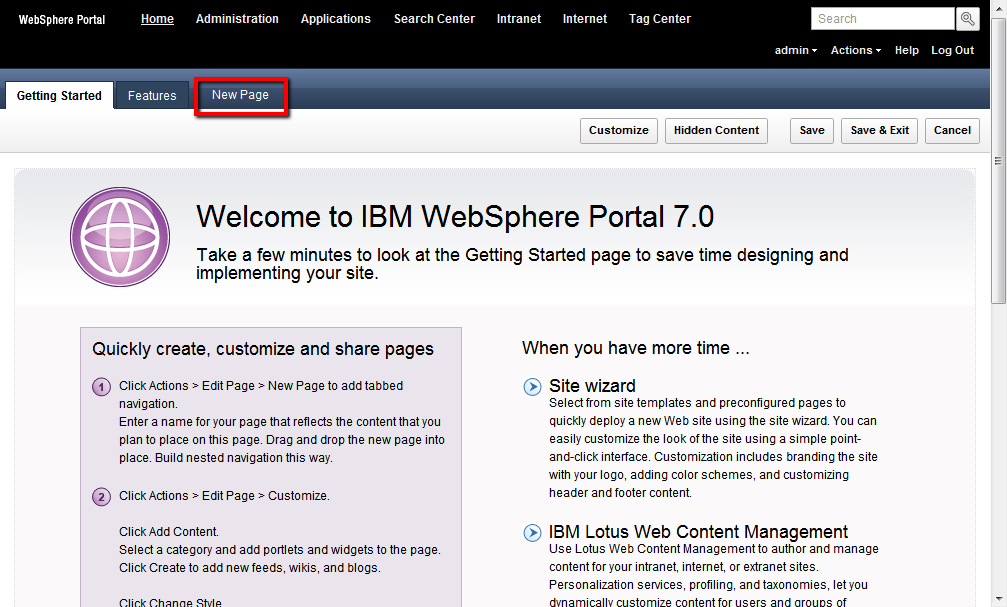 WebSphere Portal Home Administration Applications Search Center Intranet Internet Tag Center Search
admin Actions Help Log Out
Getting Started Features New Page
Customize Hidden Content Save Save & Exit Cancel
Welcome to IBM WebSphere Portal 7.0
Take a few minutes to look at the Getting Started page to save time designing and
implementing your site.
Quickly create, customize and share pages
1 Click Actions > Edit Page > New Page to add tabbed
navigation.
Enter a name for your page that reflects the content that you
plan to place on this page. Drag and drop the new page into
place. Build nested navigation this way.
2 Click Actions > Edit Page > Customize.
Click Add Content.
Select a category and add portlets and widgets to the page.
Click Create to add new feeds, wikis, and blogs.
Click Change Style
When you have more time ...
Site wizard
Select from site templates and preconfigured pages to
quickly deploy a new Web site using the site wizard. You can
easily customize the look of the site using a simple point-
and-click interface. Customization includes branding the site
with your logo, adding color schemes, and customizing
header and footer content.
IBM Lotus Web Content Management
Use Lotus Web Content Management to author and manage
content for your intranet, internet, or extranet sites.
Personalization services, profiling, and taxonomies, let you
dynamically customize content for users and groups of